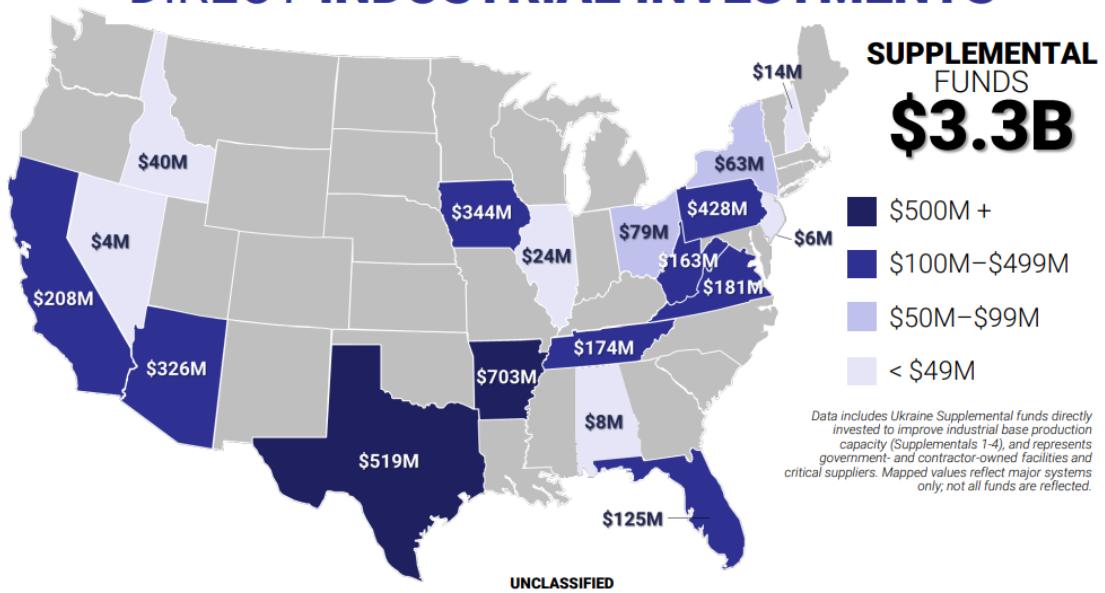 DIRECT INDUSTRIAL INVESTMENTS
SUPPLEMENTAL
FUNDS
$3.3B
$14M
$40M
$63M
$344M
$428M
$4M
$79M
$6M
$24M
$163M
$208M
$181M
$326M
$174M
$703M
$8M
$519M
$125M
$500M +
$100M–$499M
$50M–$99M
< $49M
Data includes Ukraine Supplemental funds directly
invested to improve industrial base production
capacity (Supplementals 1-4), and represents
government- and contractor-owned facilities and
critical suppliers. Mapped values reflect major systems
only; not all funds are reflected.
UNCLASSIFIED